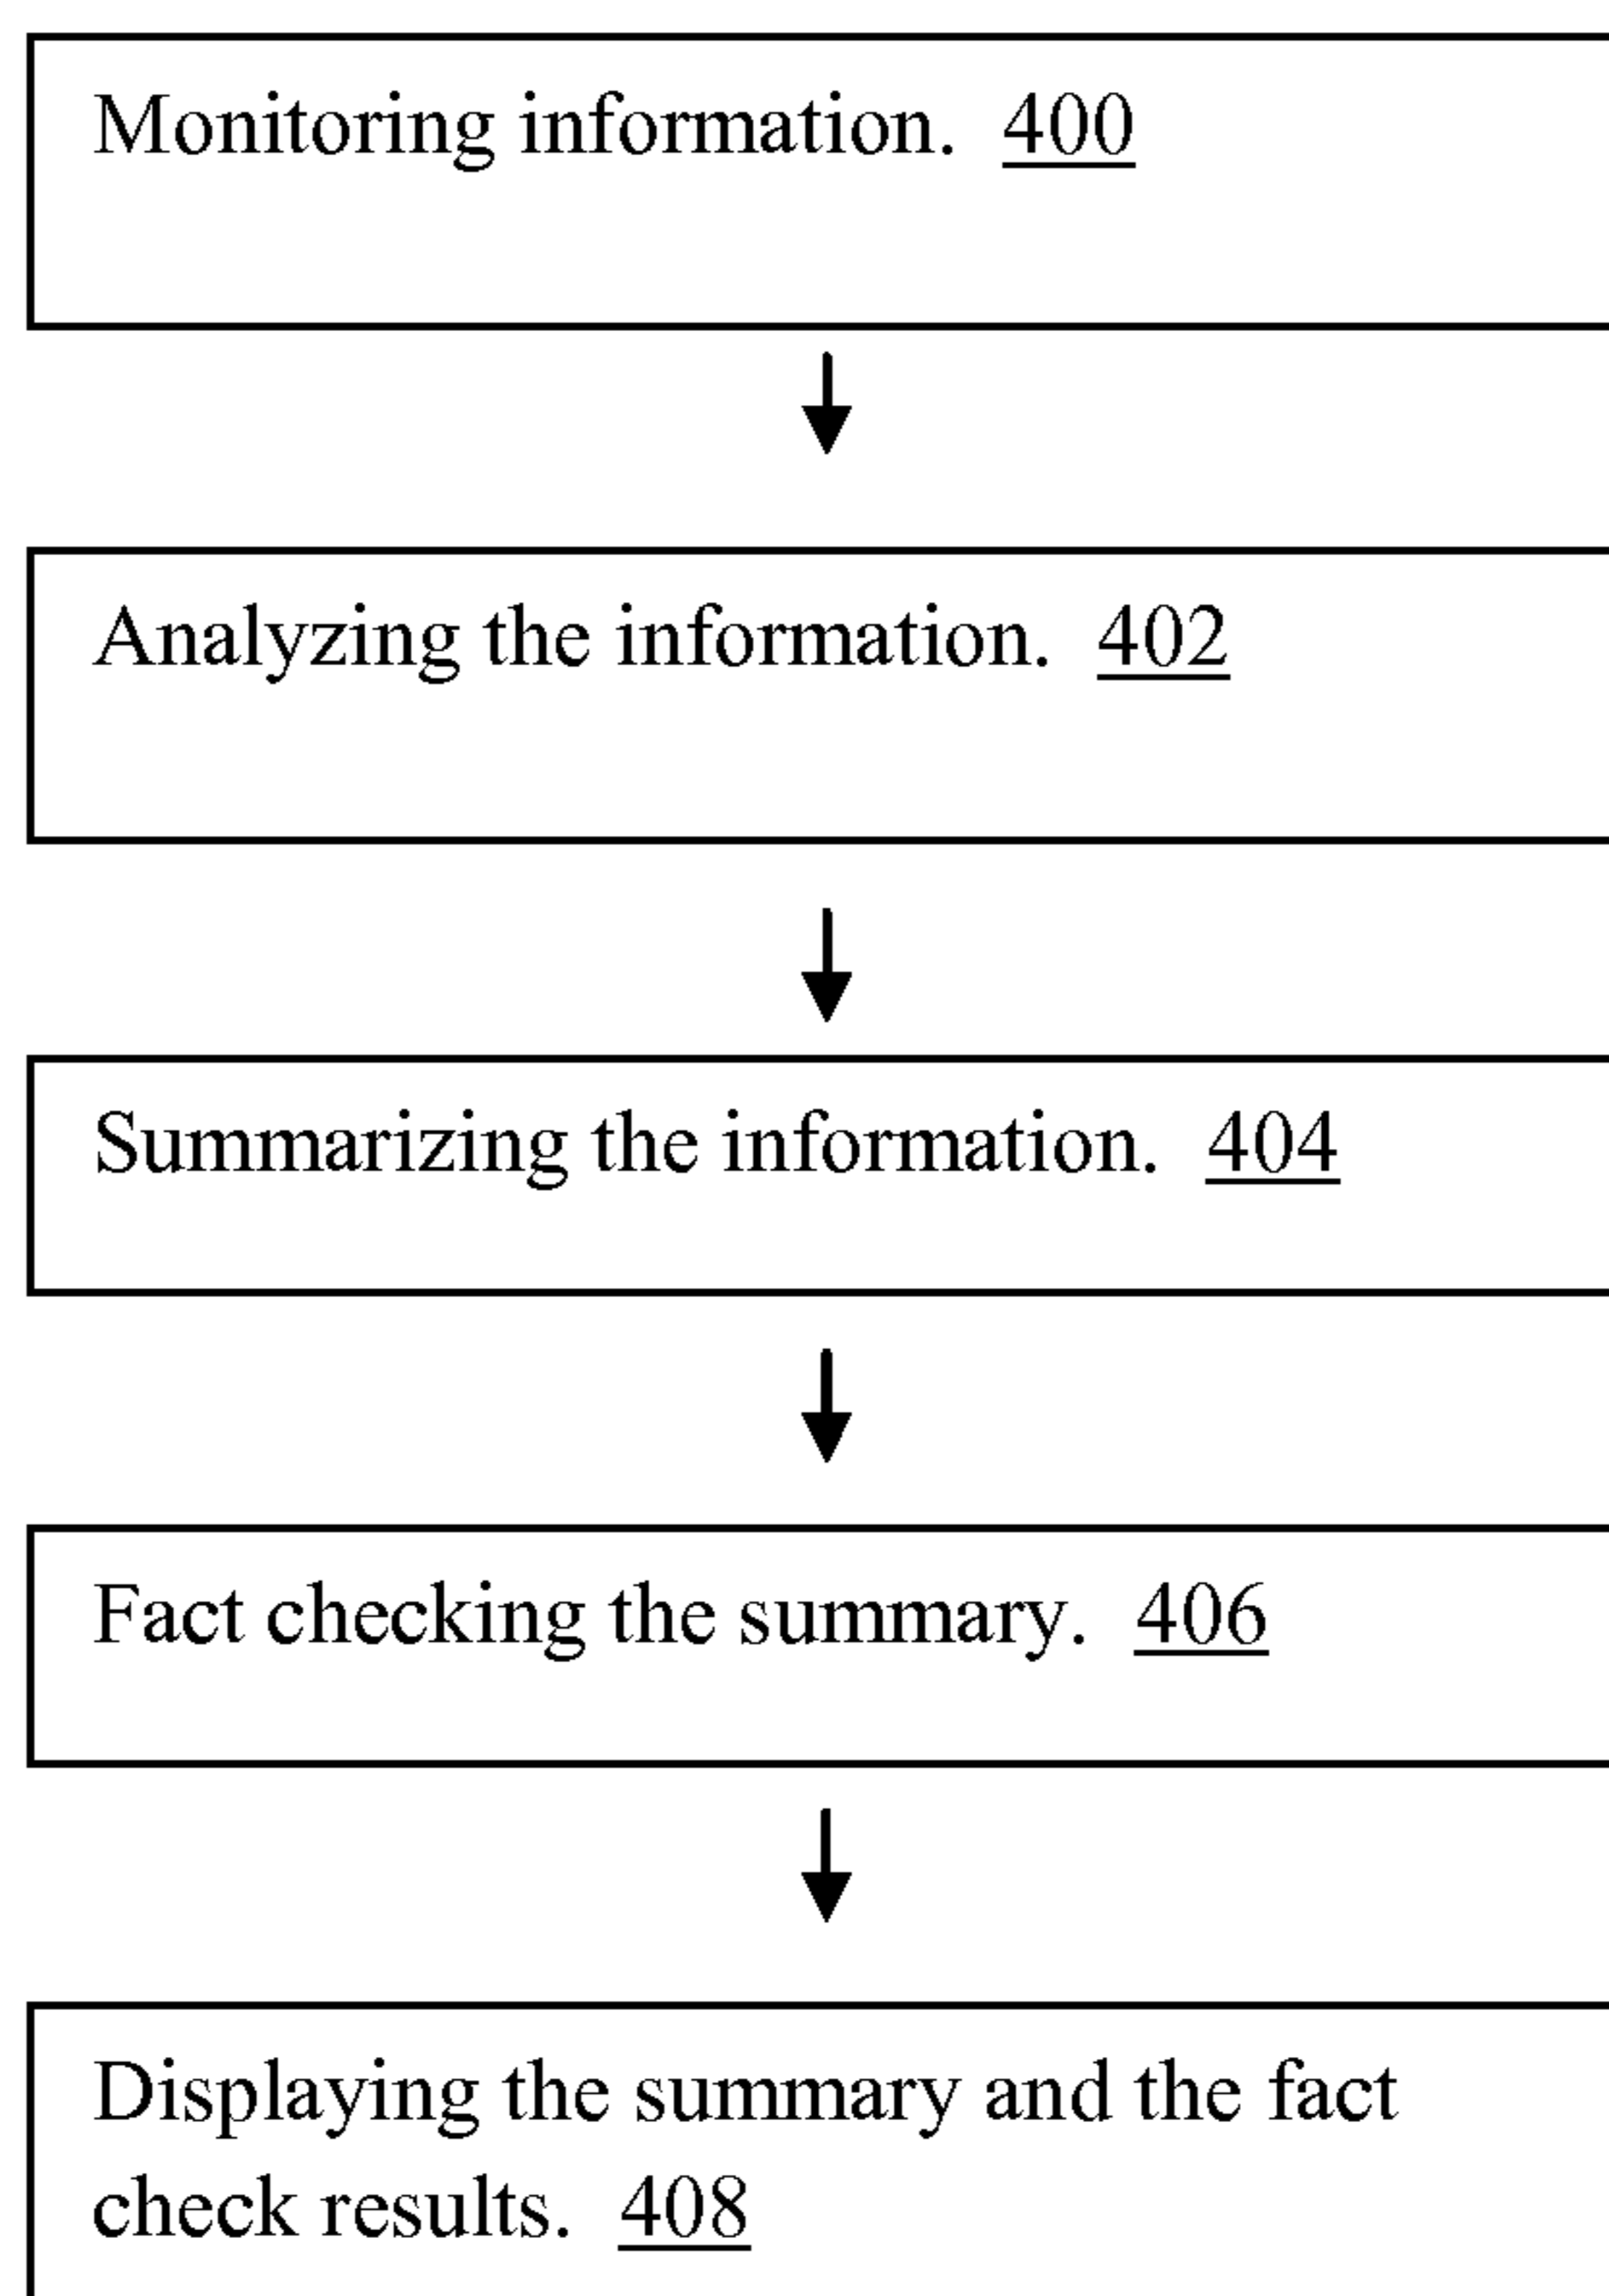 Monitoring information. 400
Analyzing the information. 402
Summarizing the information. 404
Fact checking the summary. 406
Displaying the summary and the fact
check results. 408